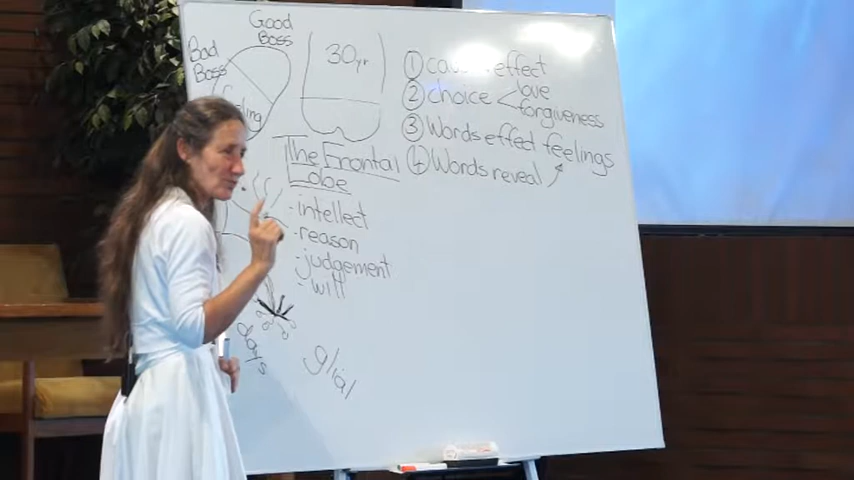 Good
Boss
Bad
Boss
30yr
① cause effect
② choice < love
forgiveness
③ Words effect feelings
④ Words reveal
The Frontal
Lobe
· intellect
· reason
· judgement
· will
days
glial